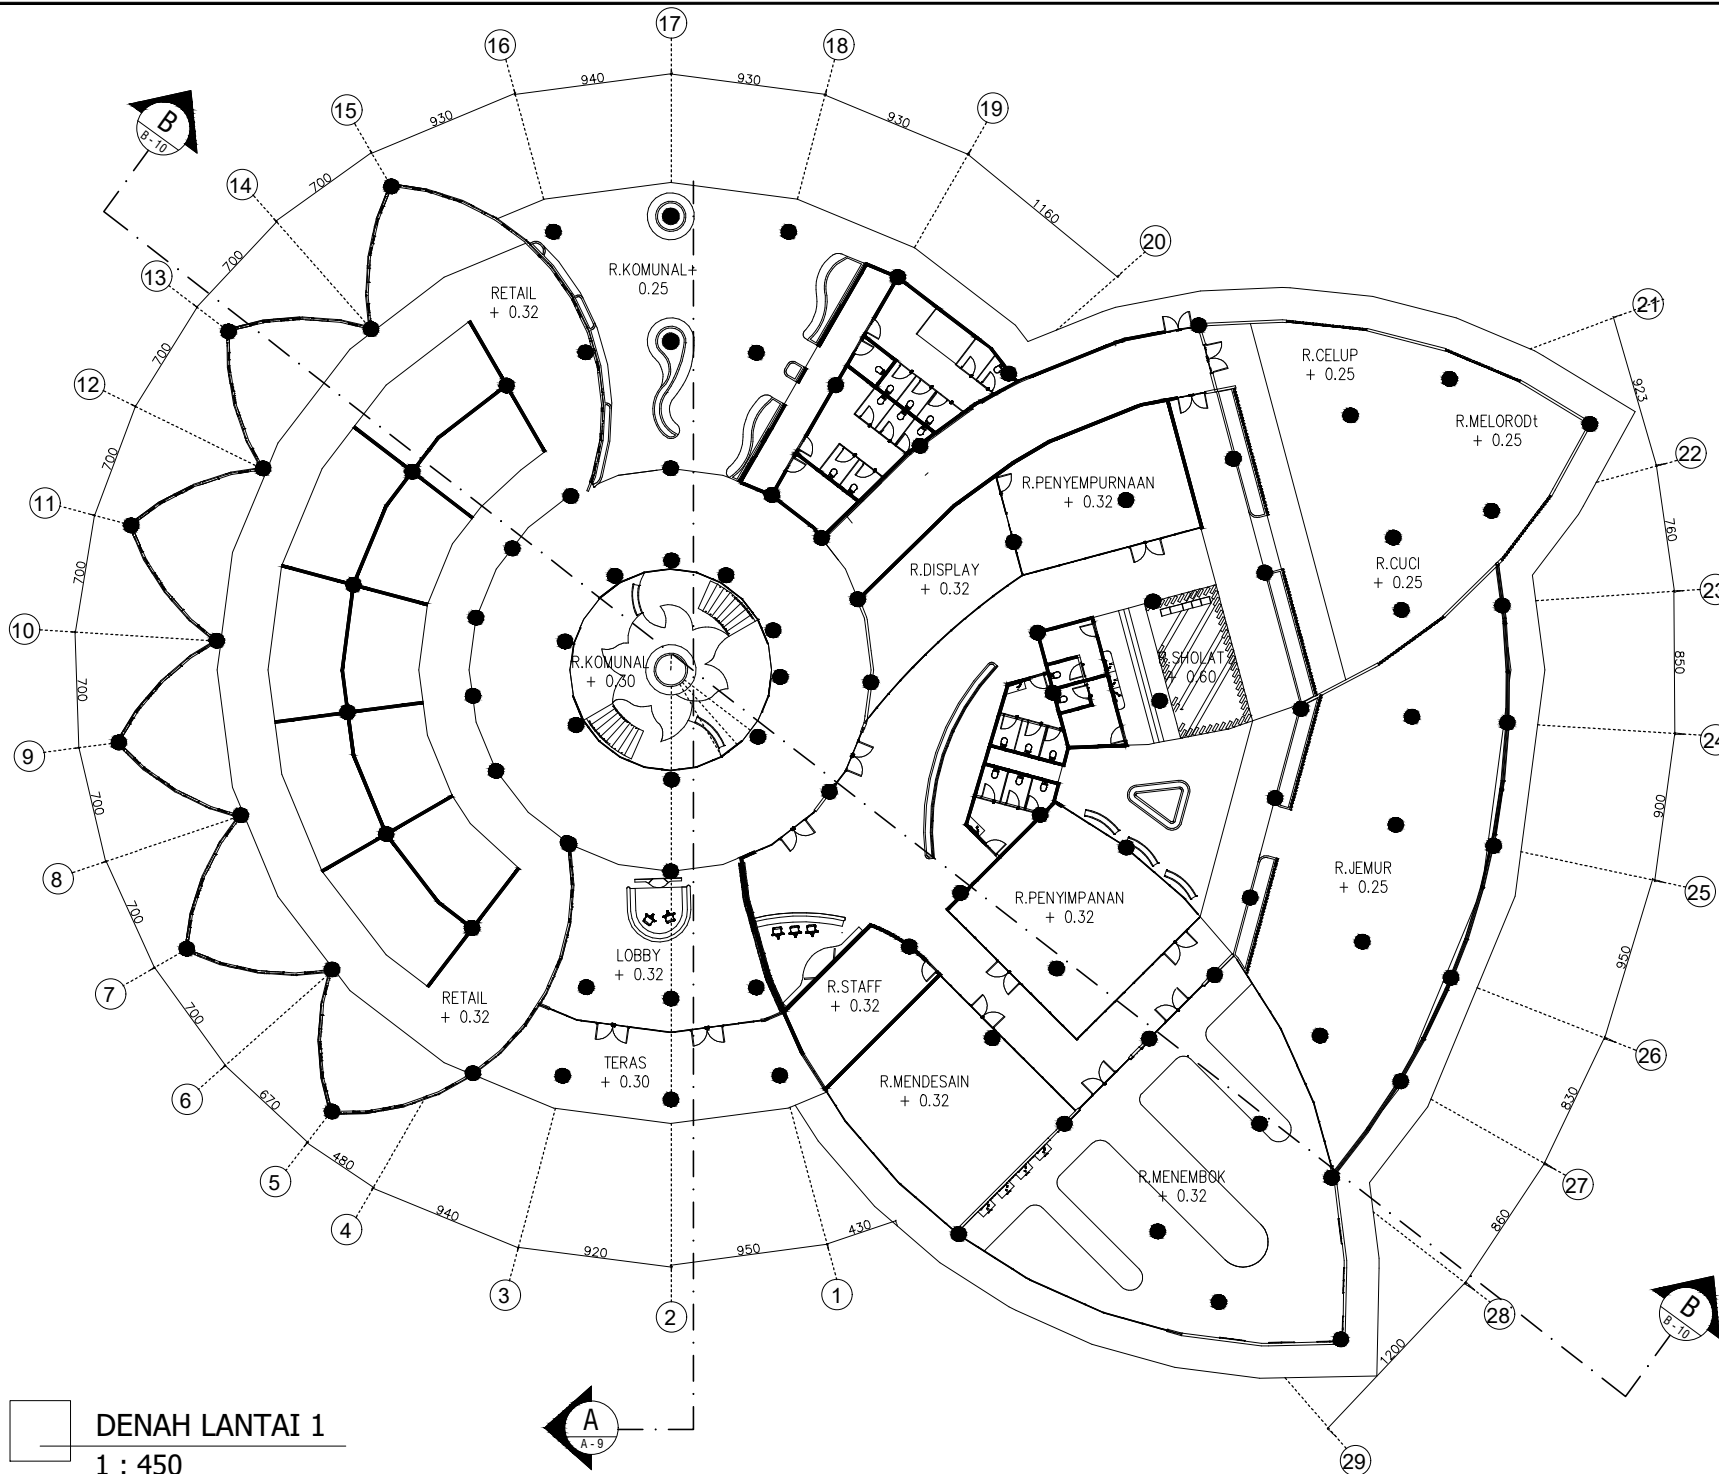 17
16
18
940
930
15
19
930
930
B
B-10
14
700
1160
20
13
700
R.KOMUNAL+
0.25
RETAIL
+ 0.32
21
12
700
R.CELUP
+ 0.25
923
R.MELORODt
+ 0.25
11
700
22
R.PENYEMPURNAAN
+ 0.32
760
10
700
R.DISPLAY
+ 0.32
R.CUCI
+ 0.25
23
R.KOMUNAL
+ 0.30
R.SHOLAT
+ 0.60
850
700
9
24
700
8
900
R.JEMUR
+ 0.25
25
R.PENYIMPANAN
+ 0.32
700
7
LOBBY
+ 0.32
950
R.STAFF
+ 0.32
RETAIL
+ 0.32
700
26
6
TERAS
+ 0.30
R.MENDESAIN
+ 0.32
670
830
480
5
R.MENEMBOK
+ 0.32
27
4
940
860
430
920
950
3
2
1
28
B
B-10
1200
DENAH LANTAI 1
1 : 450
A
A-9
29